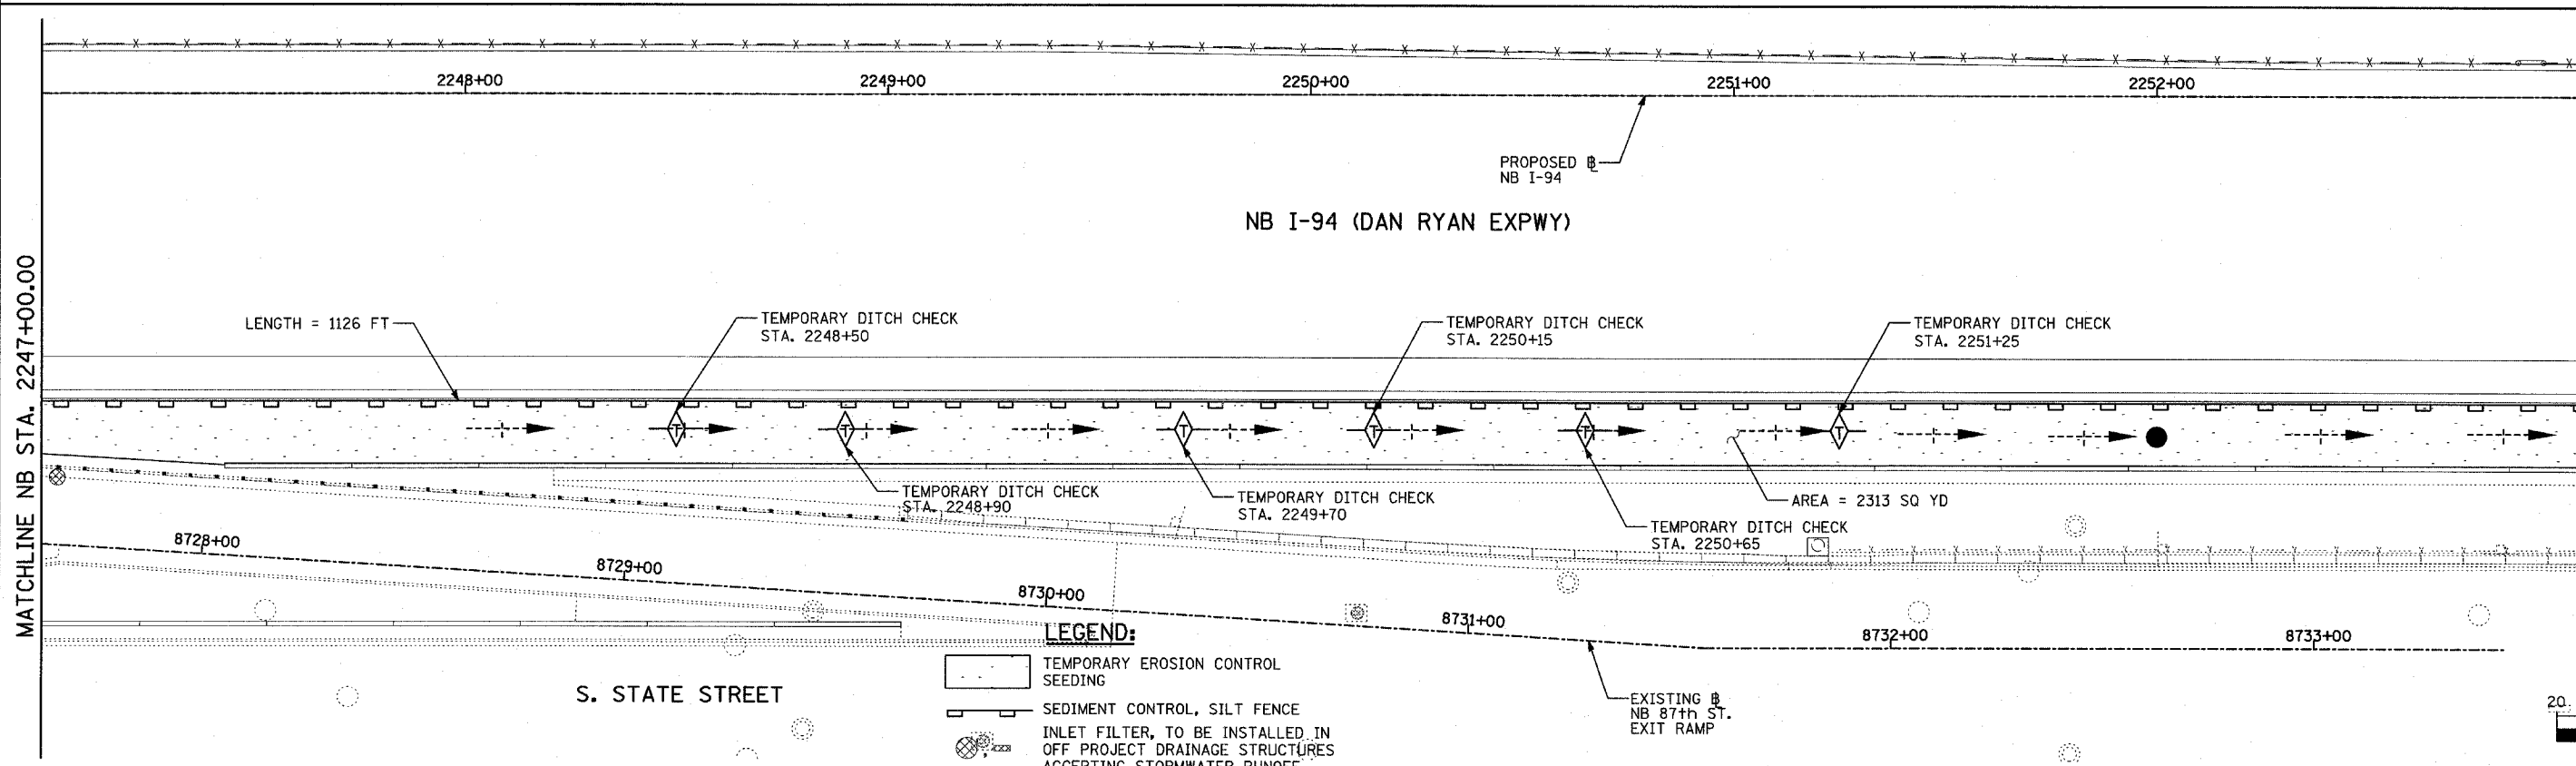 2248+00
2249+00
2250+00
2251+00
2252+00
PROPOSED ℄
NB I-94
NB I-94 (DAN RYAN EXPWY)
MATCHLINE NB STA. 2247+00.00
LENGTH = 1126 FT
TEMPORARY DITCH CHECK
STA. 2248+50
TEMPORARY DITCH CHECK
STA. 2250+15
TEMPORARY DITCH CHECK
STA. 2251+25
T
T
T
T
T
T
TEMPORARY DITCH CHECK
STA. 2248+90
TEMPORARY DITCH CHECK
STA. 2249+70
AREA = 2313 SQ YD
TEMPORARY DITCH CHECK
STA. 2250+65
8728+00
8729+00
8730+00
8731+00
8732+00
8733+00
LEGEND:
TEMPORARY EROSION CONTROL
SEEDING
S. STATE STREET
SEDIMENT CONTROL, SILT FENCE
INLET FILTER, TO BE INSTALLED IN
OFF PROJECT DRAINAGE STRUCTURES
ACCEPTING STORMWATER RUNOFF
EXISTING ℄
NB 87th ST.
EXIT RAMP
20